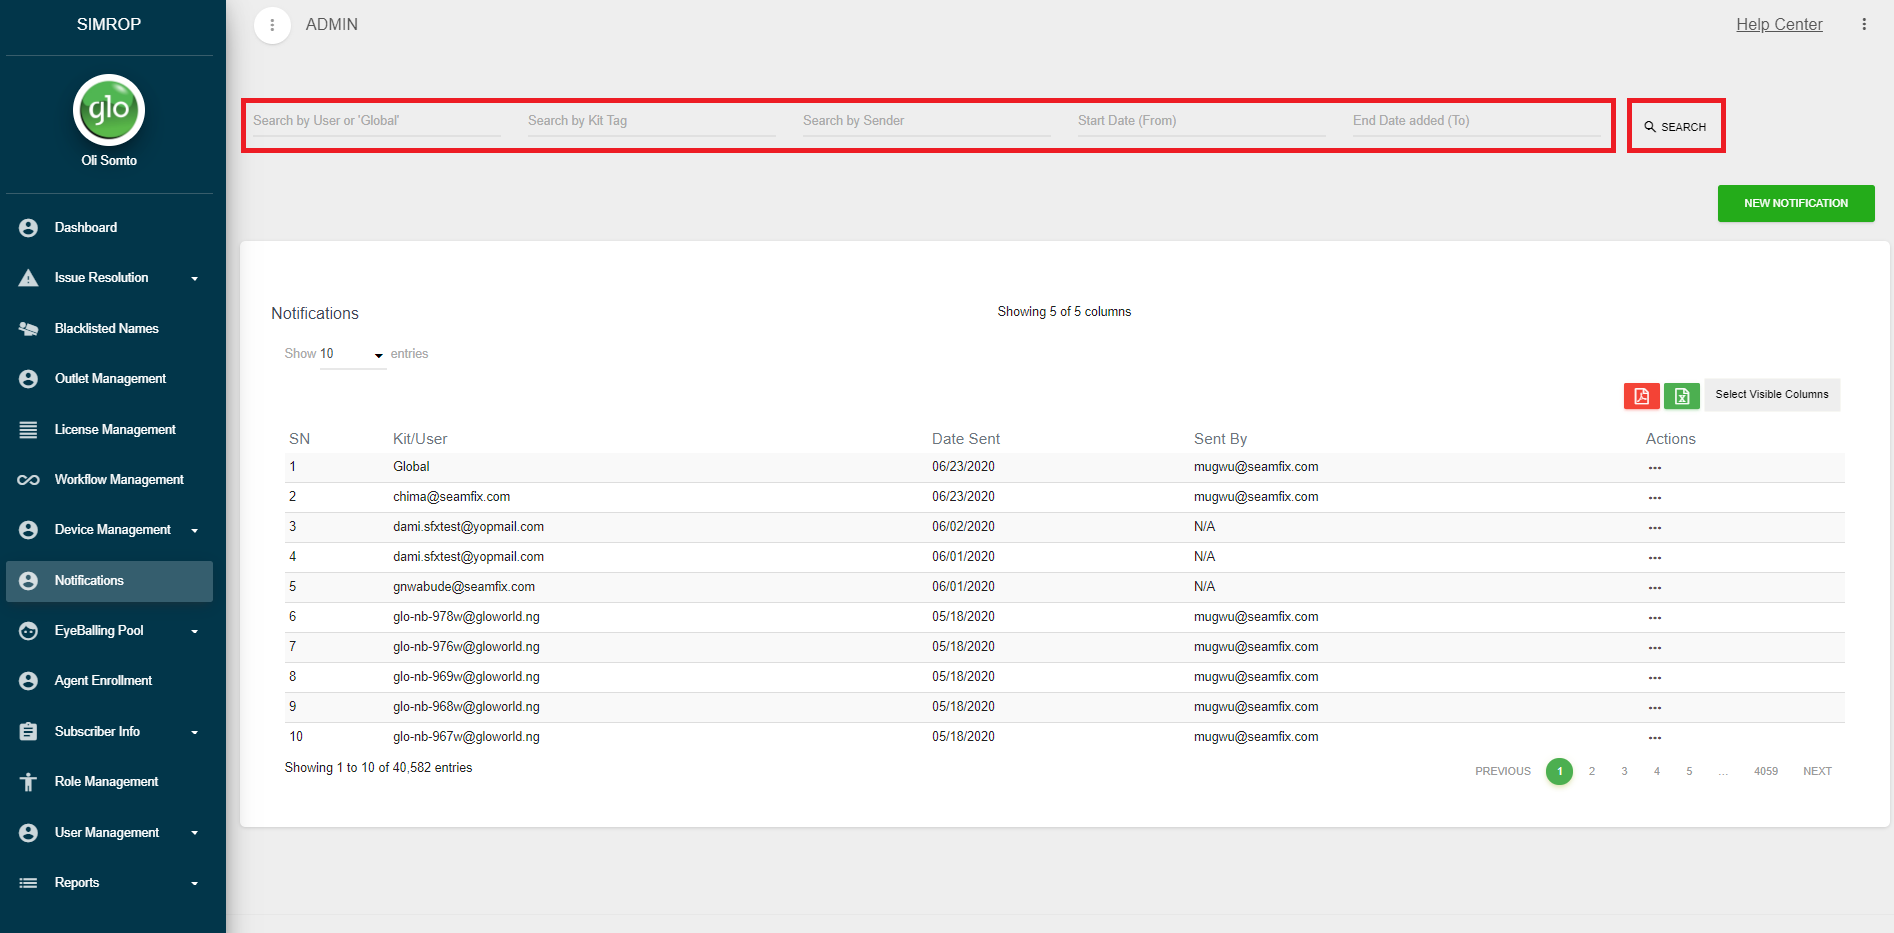 SIMROP
glo
Oli Somto
Dashboard
Issue Resolution
Blacklisted Names
Outlet Management
License Management
Workflow Management
Device Management
Notifications
EyeBalling Pool
Agent Enrollment
Subscriber Info
Role Management
User Management
Reports
ADMIN
Help Center
Search by User or 'Global' Search by Kit Tag Search by Sender Start Date (From) End Date added (To) SEARCH
NEW NOTIFICATION
Notifications
Showing 5 of 5 columns
Show 10 entries
Select Visible Columns
SN Kit/User Date Sent Sent By Actions
1 Global 06/23/2020 mugwu@seamfix.com ...
2 chima@seamfix.com 06/23/2020 mugwu@seamfix.com ...
3 dami.sfxtest@yopmail.com 06/02/2020 N/A ...
4 dami.sfxtest@yopmail.com 06/01/2020 N/A ...
5 gnwabude@seamfix.com 06/01/2020 N/A ...
6 glo-nb-978w@gloworld.ng 05/18/2020 mugwu@seamfix.com ...
7 glo-nb-976w@gloworld.ng 05/18/2020 mugwu@seamfix.com ...
8 glo-nb-969w@gloworld.ng 05/18/2020 mugwu@seamfix.com ...
9 glo-nb-968w@gloworld.ng 05/18/2020 mugwu@seamfix.com ...
10 glo-nb-967w@gloworld.ng 05/18/2020 mugwu@seamfix.com ...
Showing 1 to 10 of 40,582 entries
PREVIOUS 1 2 3 4 5 ... 4059 NEXT